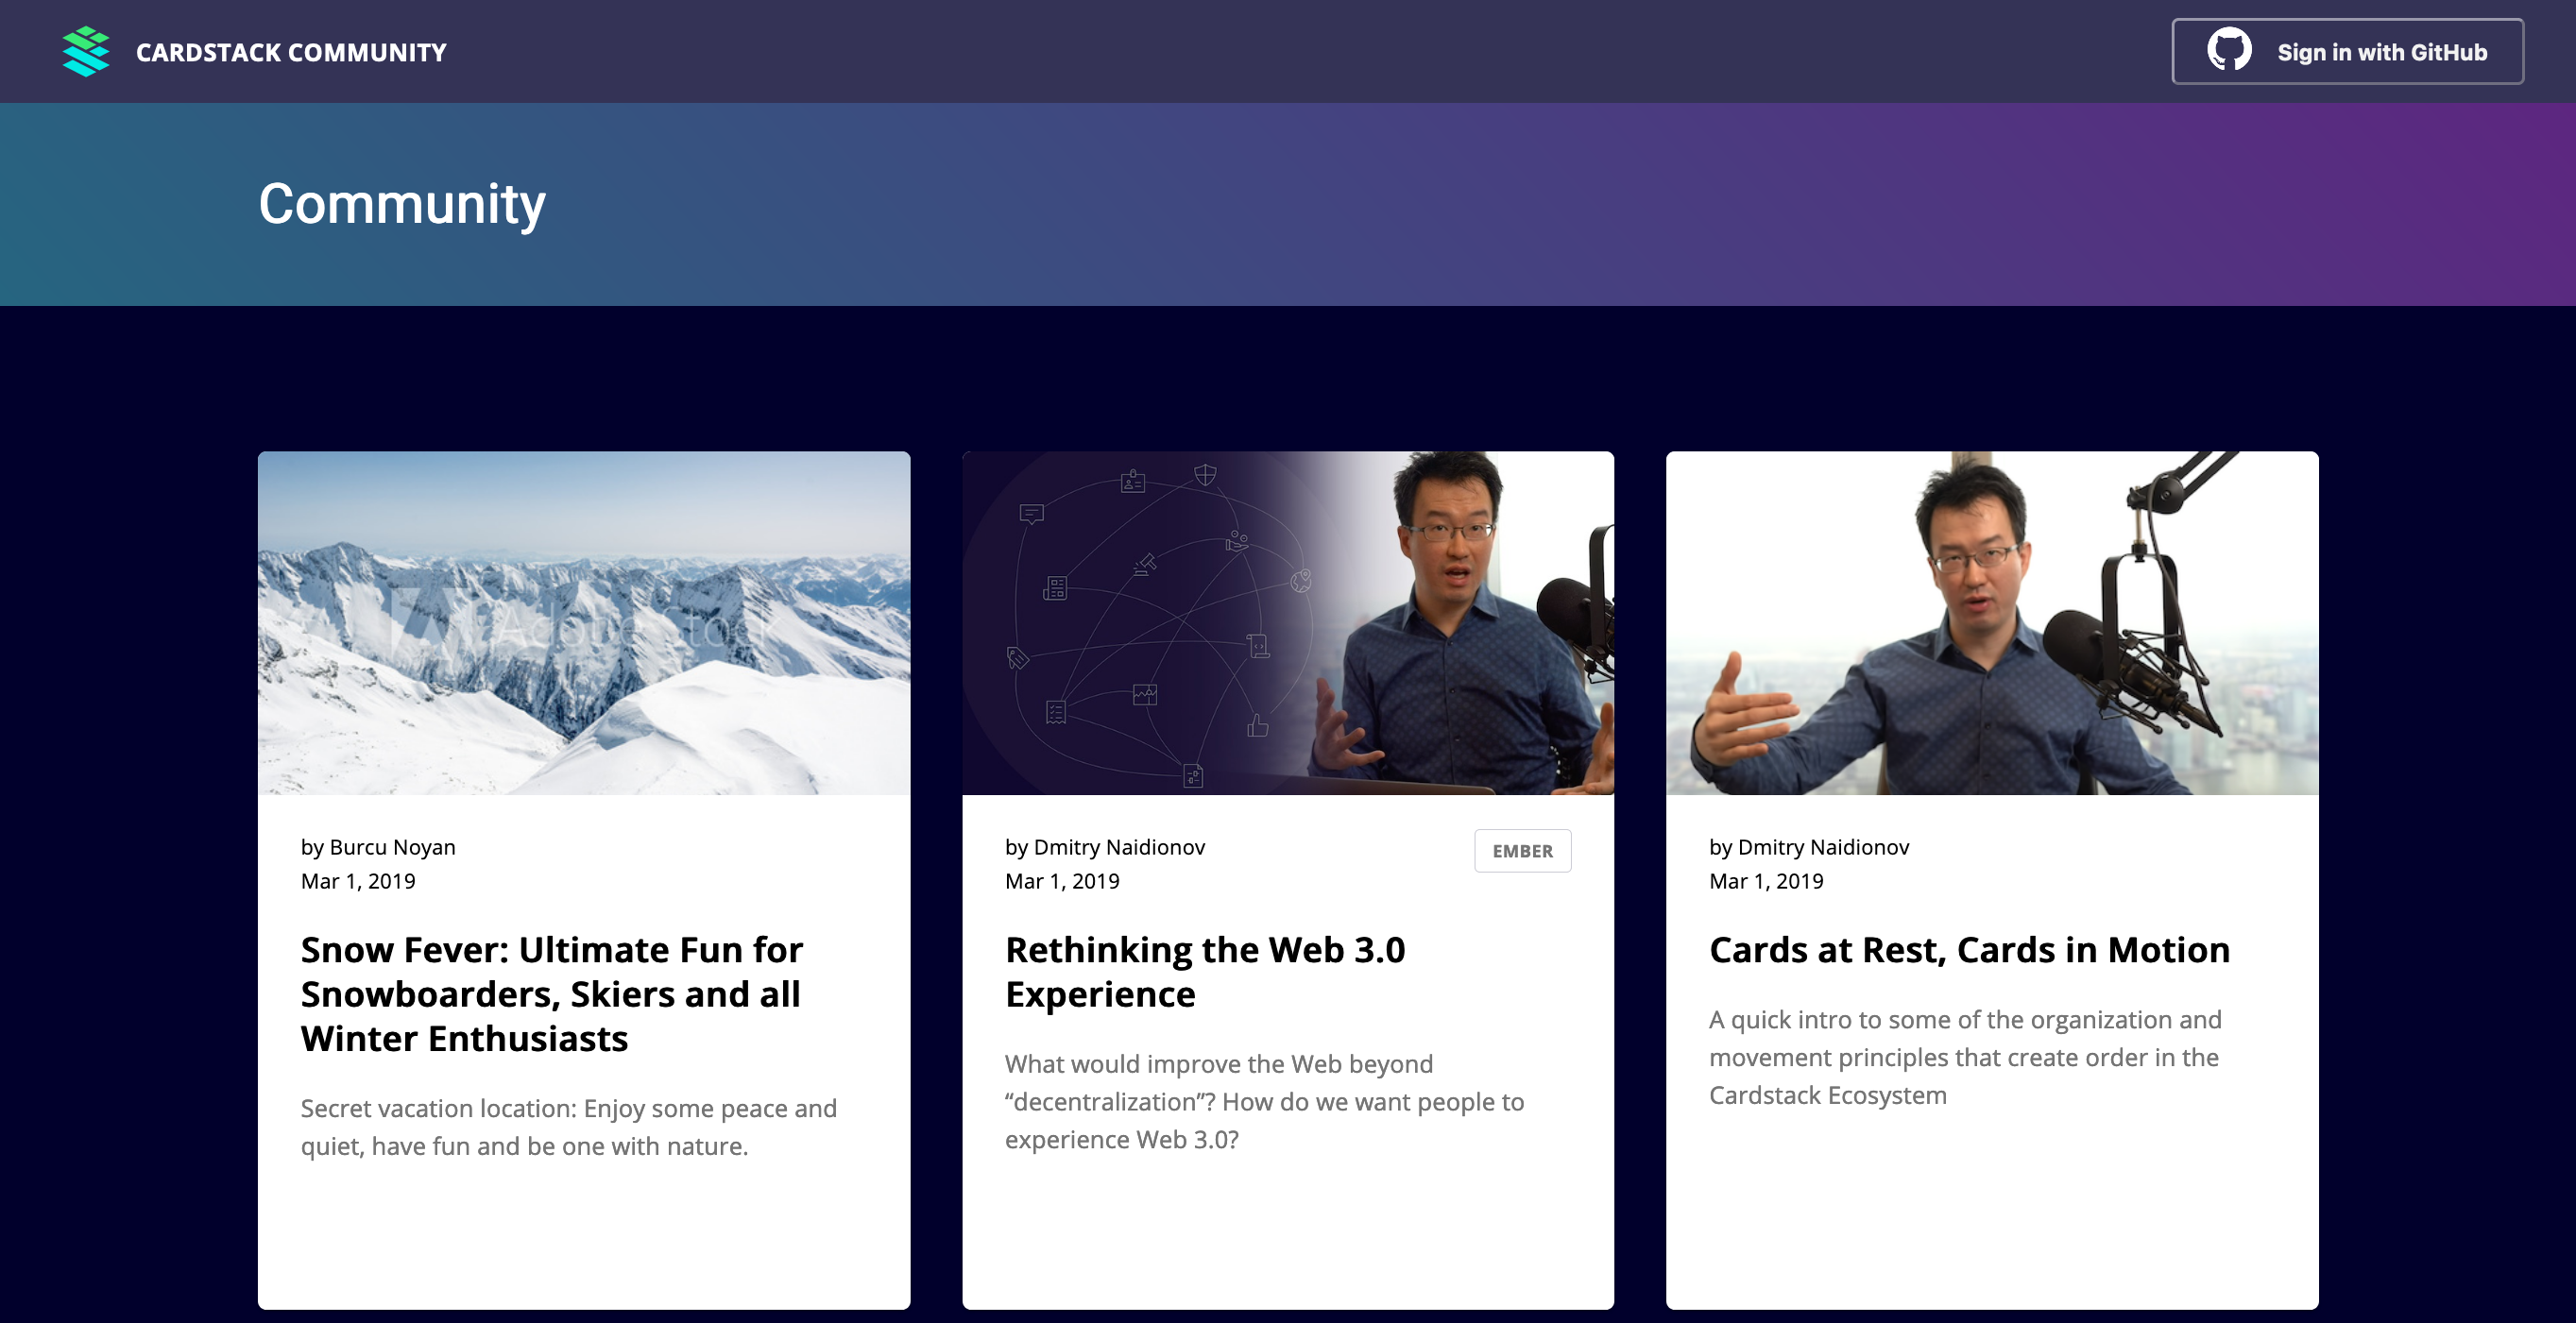 CARDSTACK COMMUNITY
Sign in with GitHub
Community
Adobe Stock
by Burcu Noyan
Mar 1, 2019
Snow Fever: Ultimate Fun for
Snowboarders, Skiers and all
Winter Enthusiasts
Secret vacation location: Enjoy some peace and
quiet, have fun and be one with nature.
by Dmitry Naidionov
Mar 1, 2019
EMBER
Rethinking the Web 3.0
Experience
What would improve the Web beyond
“decentralization”? How do we want people to
experience Web 3.0?
by Dmitry Naidionov
Mar 1, 2019
Cards at Rest, Cards in Motion
A quick intro to some of the organization and
movement principles that create order in the
Cardstack Ecosystem